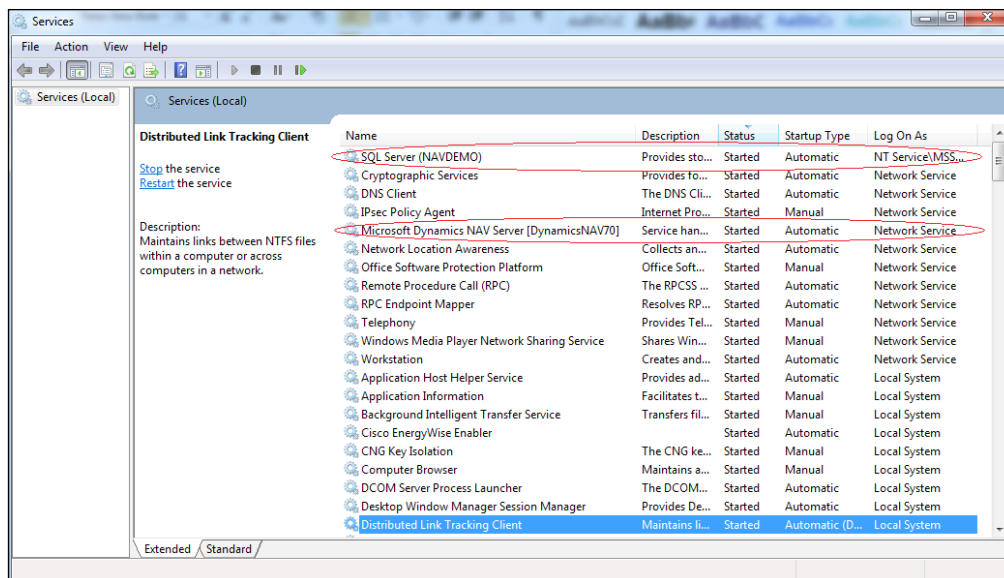 Services
File Action View Help
Services (Local)
Services (Local)
Distributed Link Tracking Client
Stop the service
Restart the service
Description:
Maintains links between NTFS files
within a computer or across
computers in a network.
Name Description Status Startup Type Log On As
SQL Server (NAVDEMO) Provides sto... Started Automatic NT Service\MSS...
Cryptographic Services Provides fo... Started Automatic Network Service
DNS Client The DNS Cli... Started Automatic Network Service
IPsec Policy Agent Internet Pro... Started Manual Network Service
Microsoft Dynamics NAV Server [DynamicsNAV70] Service han... Started Automatic Network Service
Network Location Awareness Collects an... Started Automatic Network Service
Office Software Protection Platform Office Soft... Started Manual Network Service
Remote Procedure Call (RPC) The RPCSS ... Started Automatic Network Service
RPC Endpoint Mapper Resolves RP... Started Automatic Network Service
Telephony Provides Tel... Started Manual Network Service
Windows Media Player Network Sharing Service Shares Win... Started Manual Network Service
Workstation Creates and... Started Automatic Network Service
Application Host Helper Service Provides ad... Started Automatic Local System
Application Information Facilitates t... Started Manual Local System
Background Intelligent Transfer Service Transfers fil... Started Manual Local System
Cisco EnergyWise Enabler Started Automatic Local System
CNG Key Isolation The CNG ke... Started Manual Local System
Computer Browser Maintains a... Started Manual Local System
DCOM Server Process Launcher The DCOM... Started Automatic Local System
Desktop Window Manager Session Manager Provides De... Started Automatic Local System
Distributed Link Tracking Client Maintains li... Started Automatic (D... Local System
Extended Standard